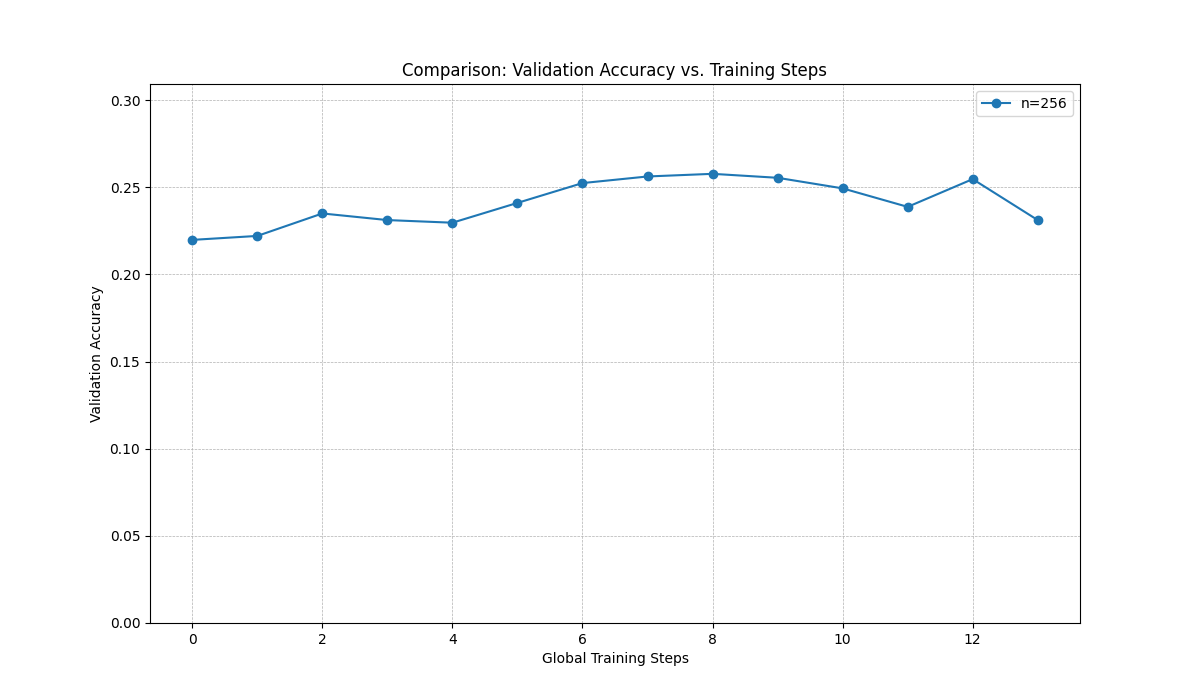 Comparison: Validation Accuracy vs. Training Steps
n=256
0.30
0.25
0.20
0.15
0.10
0.05
0.00
Validation Accuracy
0 2 4 6 8 10 12
Global Training Steps